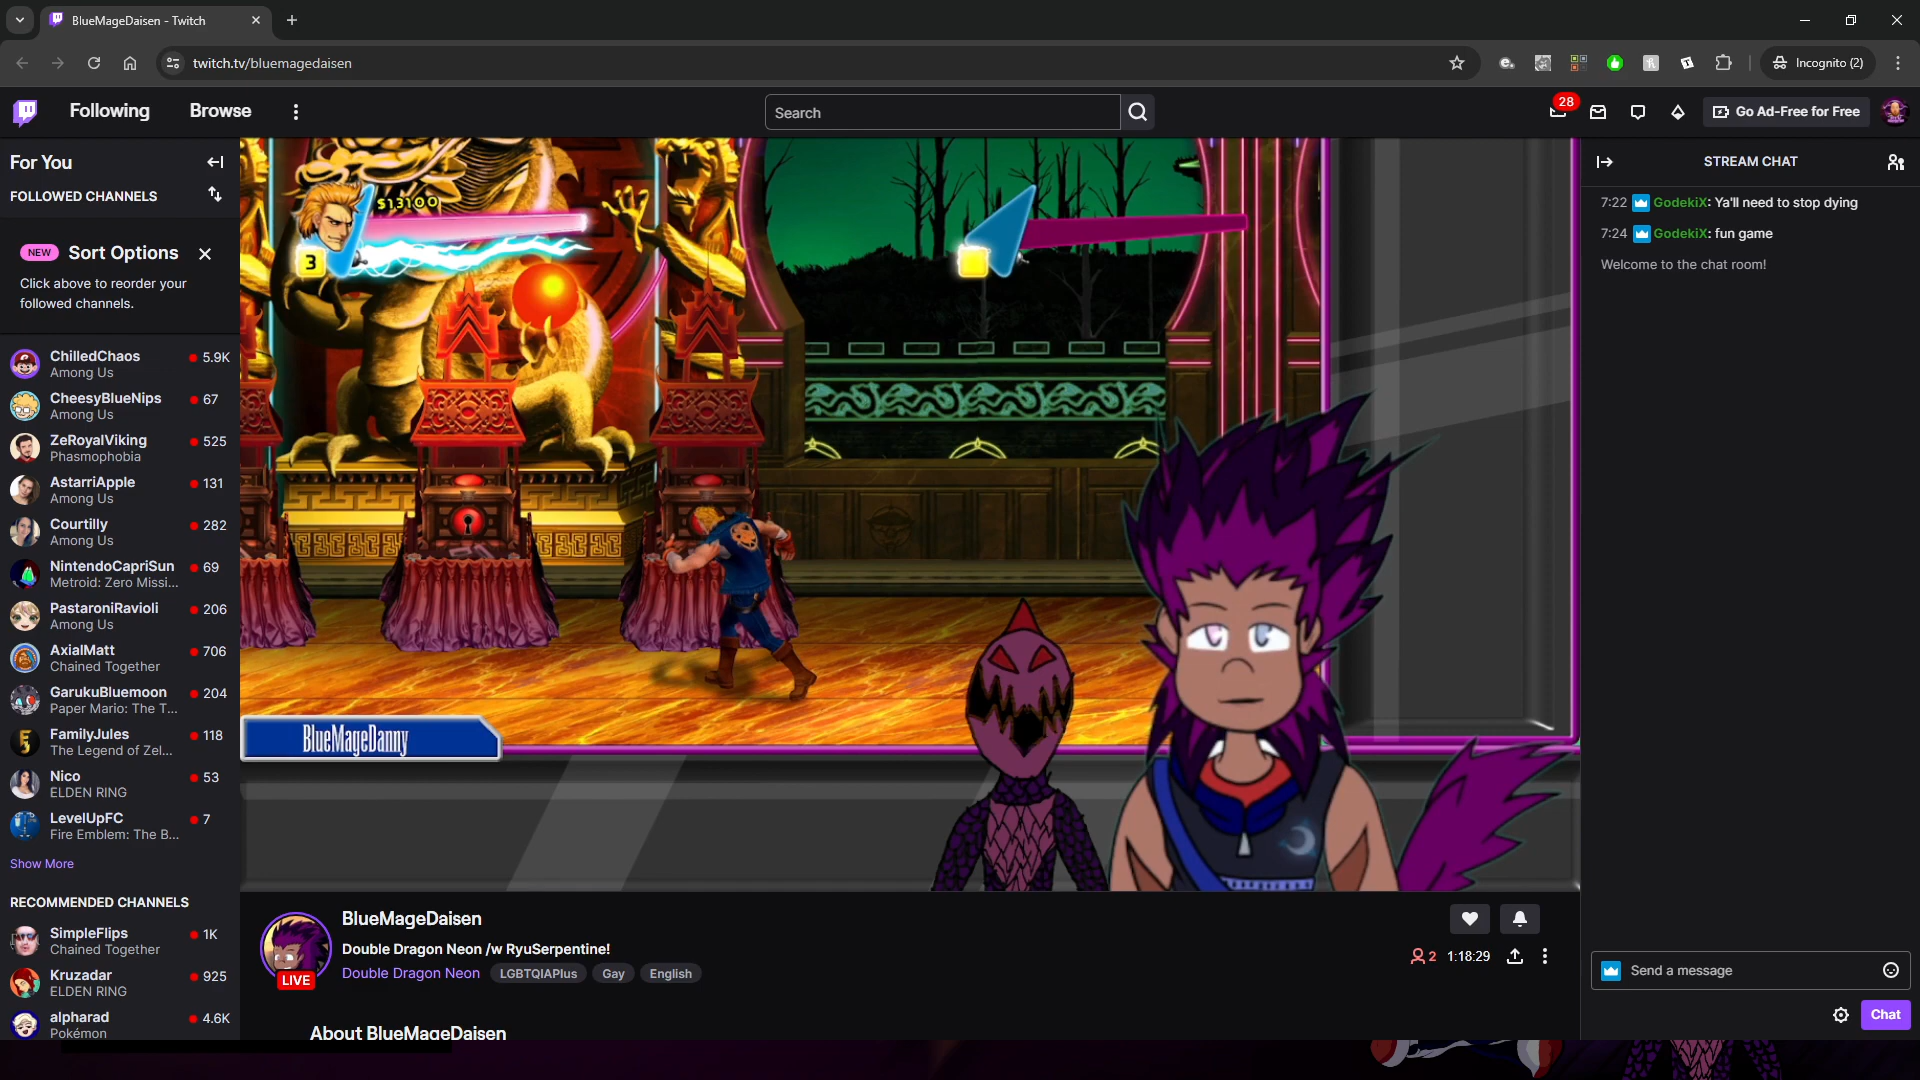 BlueMageDaisen - Twitch
twitch.tv/bluemagedaisen
Incognito (2)
Following
Browse
Search
28
Go Ad-Free for Free
For You
FOLLOWED CHANNELS
NEW Sort Options
Click above to reorder your
followed channels.
ChilledChaos 5.9K
Among Us
CheesyBlueNips 67
Among Us
ZeRoyalViking 525
Phasmophobia
AstarriApple 131
Among Us
Courtilly 282
Among Us
NintendoCapriSun 69
Metroid: Zero Missi...
PastaroniRavioli 206
Among Us
AxialMatt 706
Chained Together
GarukuBluemoon 204
Paper Mario: The T...
FamilyJules 118
The Legend of Zel...
Nico 53
ELDEN RING
LevelUpFC 7
Fire Emblem: The B...
Show More
RECOMMENDED CHANNELS
SimpleFlips 1K
Chained Together
Kruzadar 925
ELDEN RING
alpharad 4.6K
Pokémon
$13100
3
BlueMageDanny
LIVE
BlueMageDaisen
Double Dragon Neon /w RyuSerpentine!
Double Dragon Neon LGBTQIAPlus Gay English
2 1:18:29
About BlueMageDaisen
STREAM CHAT
7:22 GodekiX: Ya'll need to stop dying
7:24 GodekiX: fun game
Welcome to the chat room!
Send a message
Chat